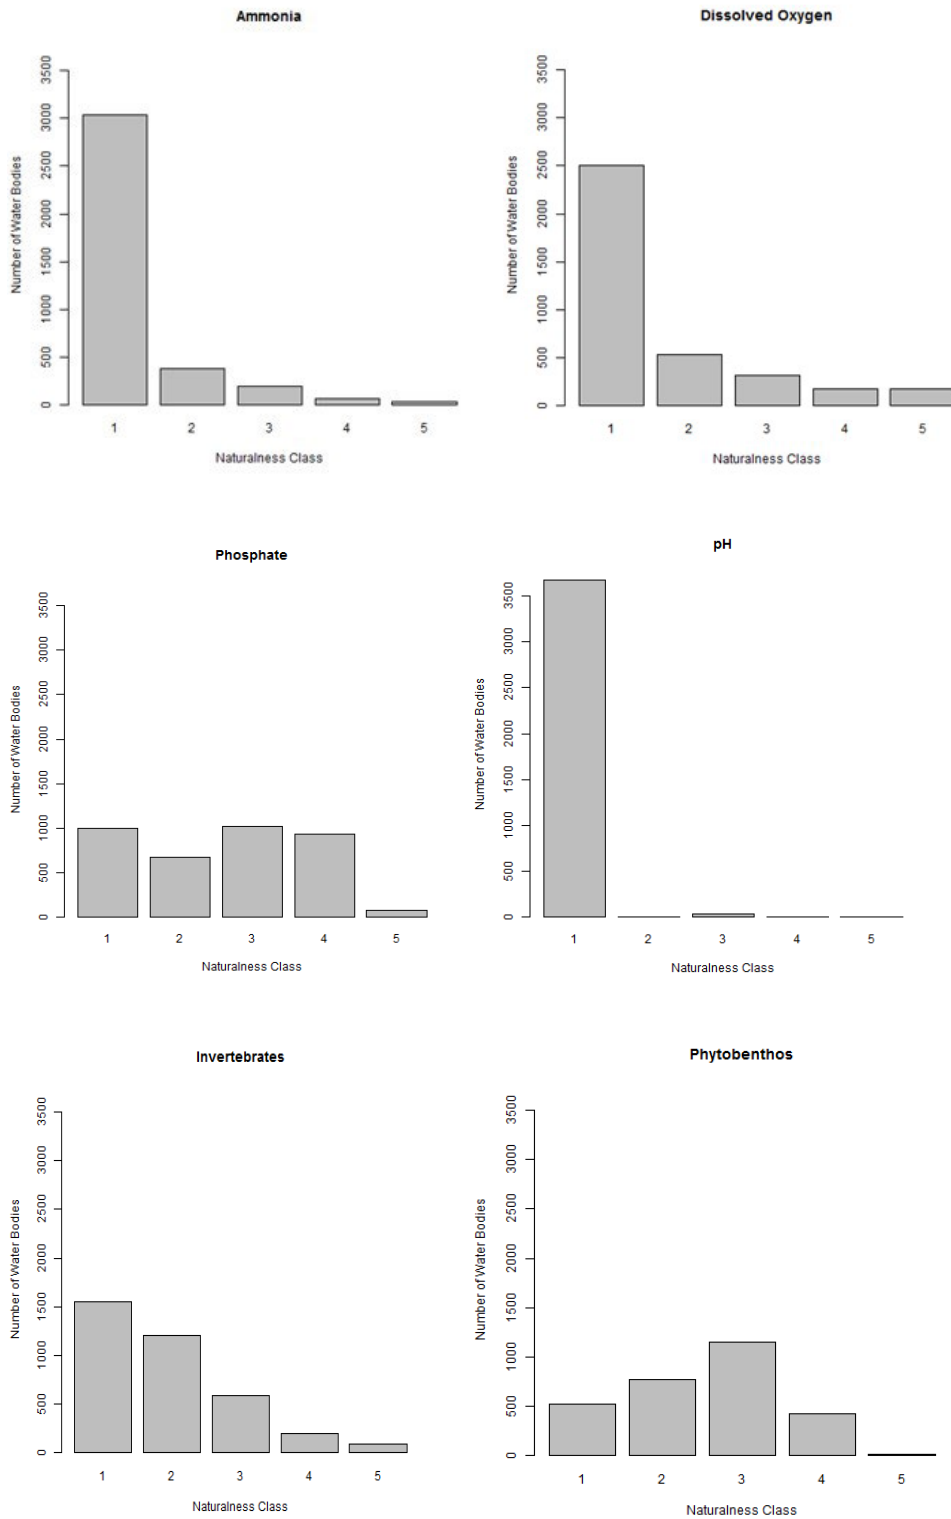 Ammonia
Number of Water Bodies
3500
3000
2500
2000
1500
1000
500
0
1 2 3 4 5
Naturalness Class
Dissolved Oxygen
Number of Water Bodies
3500
3000
2500
2000
1500
1000
500
0
1 2 3 4 5
Naturalness Class
Phosphate
Number of Water Bodies
3500
3000
2500
2000
1500
1000
500
0
1 2 3 4 5
Naturalness Class
pH
Number of Water Bodies
3500
3000
2500
2000
1500
1000
500
0
1 2 3 4 5
Naturalness Class
Invertebrates
Number of Water Bodies
3500
3000
2500
2000
1500
1000
500
0
1 2 3 4 5
Naturalness Class
Phytobenthos
Number of Water Bodies
3500
3000
2500
2000
1500
1000
500
0
1 2 3 4 5
Naturalness Class